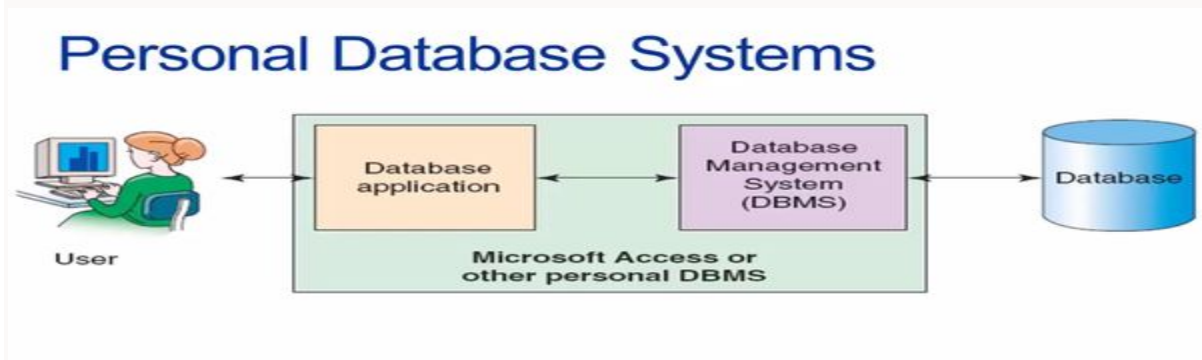 Personal Database Systems
Database
application
Database
Management
System
(DBMS)
Database
User
Microsoft Access or
other personal DBMS